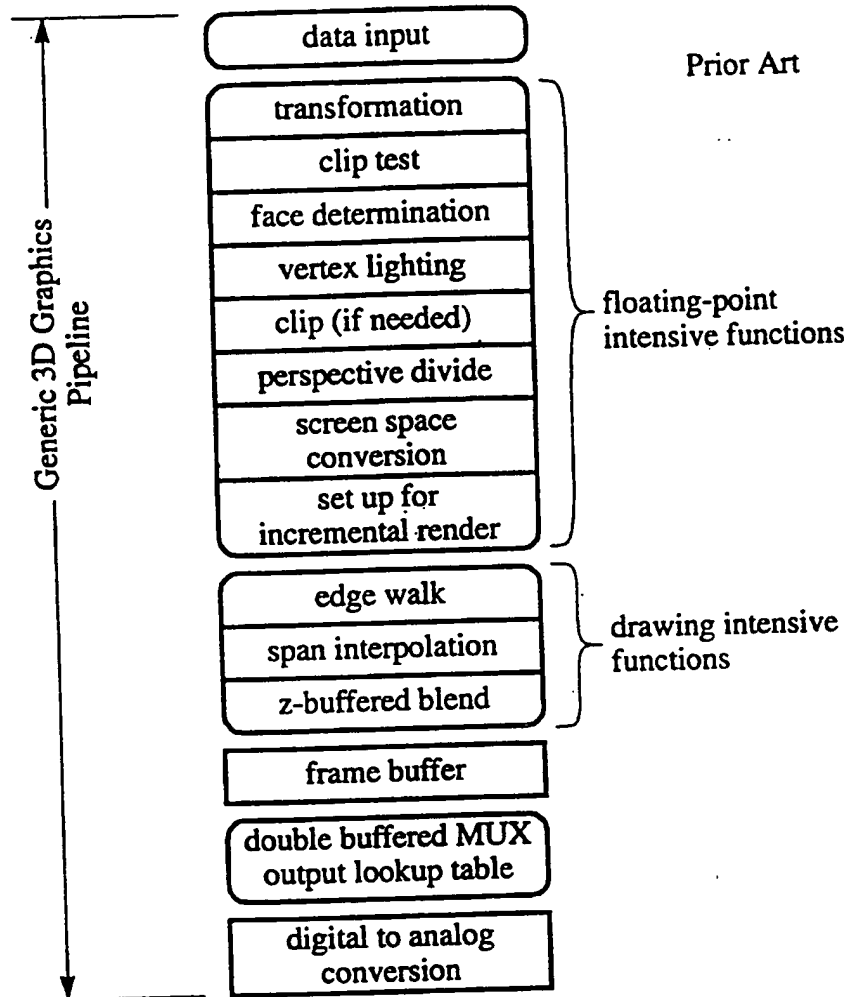 data input
Prior Art
transformation
clip test
face determination
vertex lighting
clip (if needed)
perspective divide
screen space
conversion
set up for
incremental render
floating-point
intensive functions
Generic 3D Graphics
Pipeline
edge walk
span interpolation
z-buffered blend
drawing intensive
functions
frame buffer
double buffered MUX
output lookup table
digital to analog
conversion